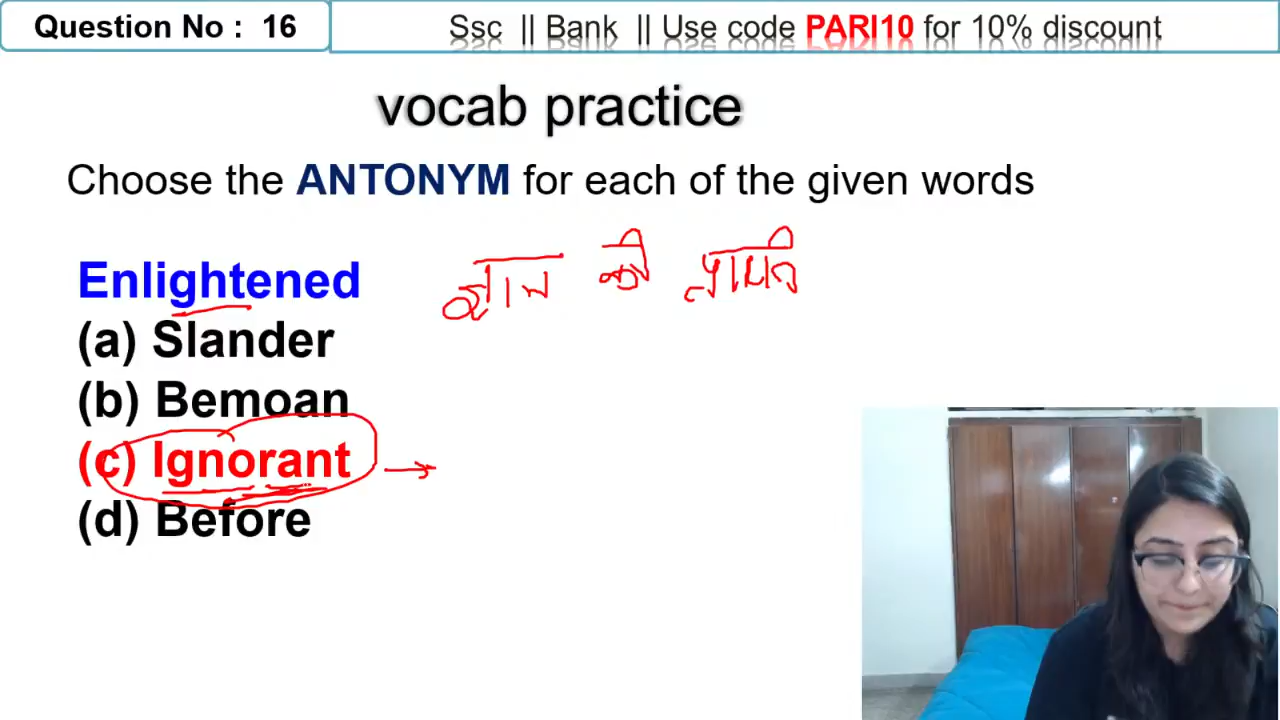 Question No : 16
Ssc || Bank || Use code PARI10 for 10% discount
vocab practice
Choose the ANTONYM for each of the given words
Enlightened
ज्ञान की प्राप्ति
(a) Slander
(b) Bemoan
(c) Ignorant →
(d) Before